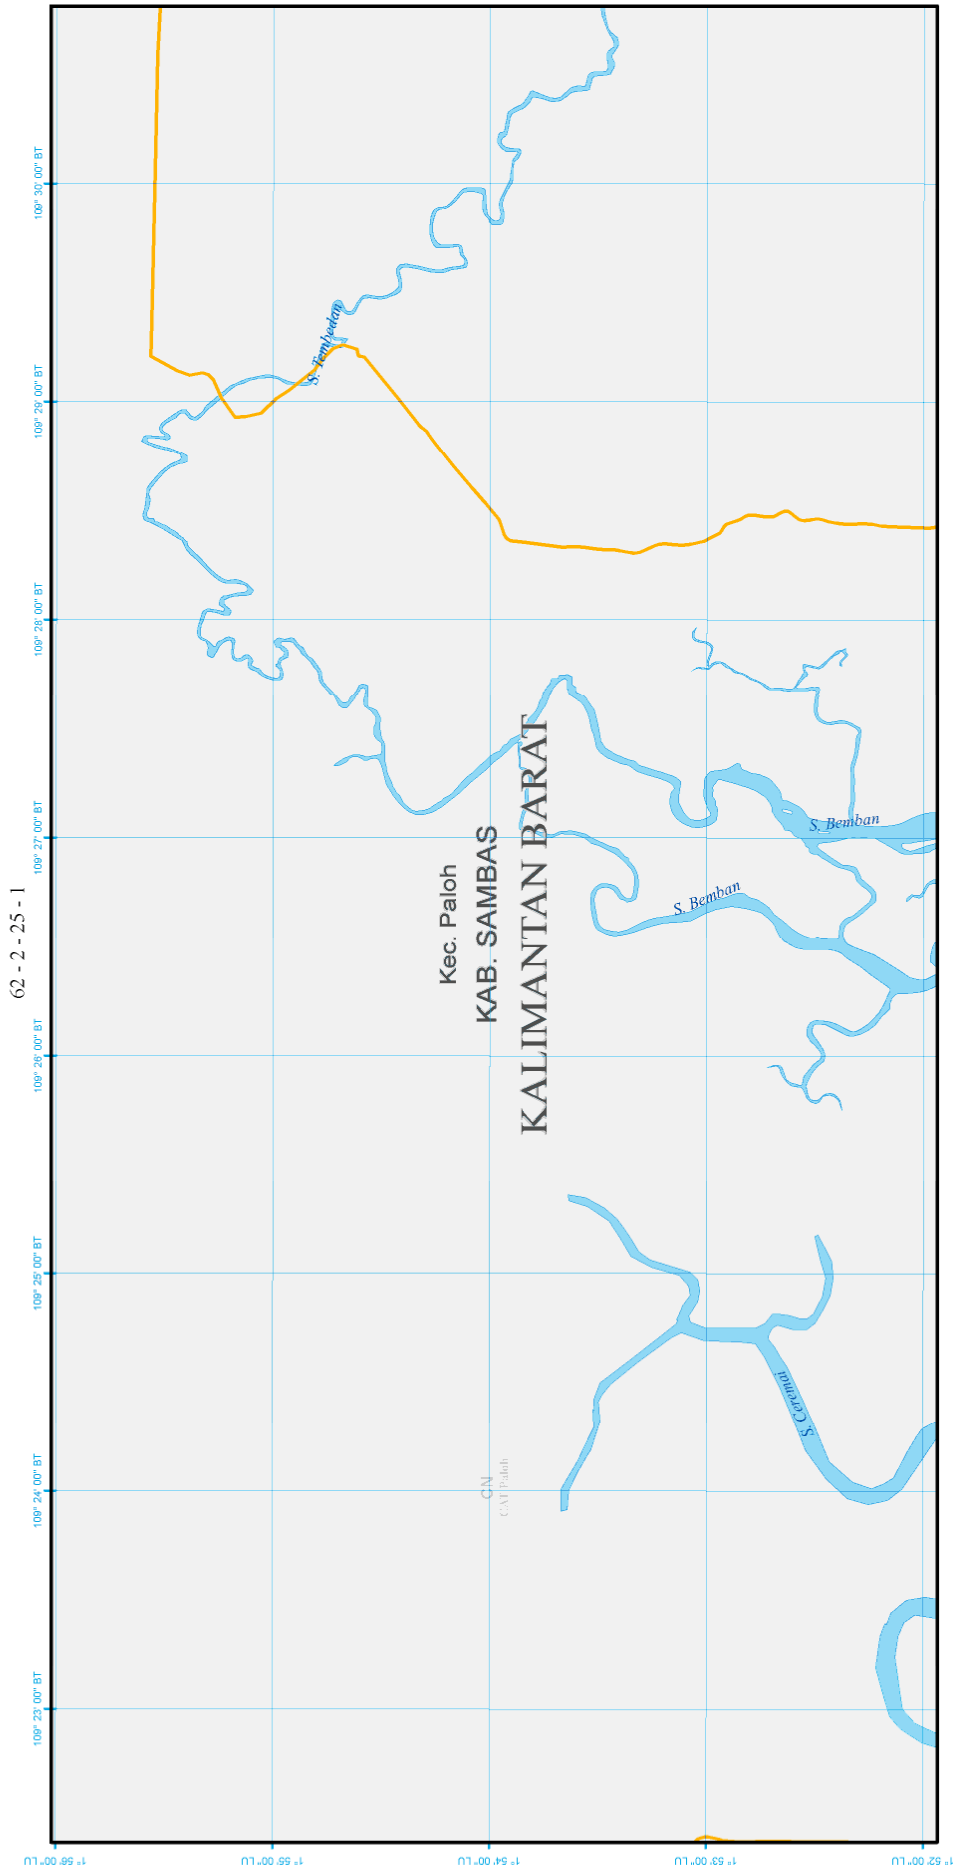 62 - 2 - 25 - 1
109° 23' 00" BT
109° 24' 00" BT
109° 25' 00" BT
109° 26' 00" BT
109° 27' 00" BT
109° 28' 00" BT
109° 29' 00" BT
109° 30' 00" BT
1° 56' 00" LU
1° 55' 00" LU
1° 54' 00" LU
1° 53' 00" LU
1° 52' 00" LU
S. Tembedan
Kec. Paloh
KAB. SAMBAS
KALIMANTAN BARAT
Paloh
S. Bemban
S. Ceremai
S. Bemban